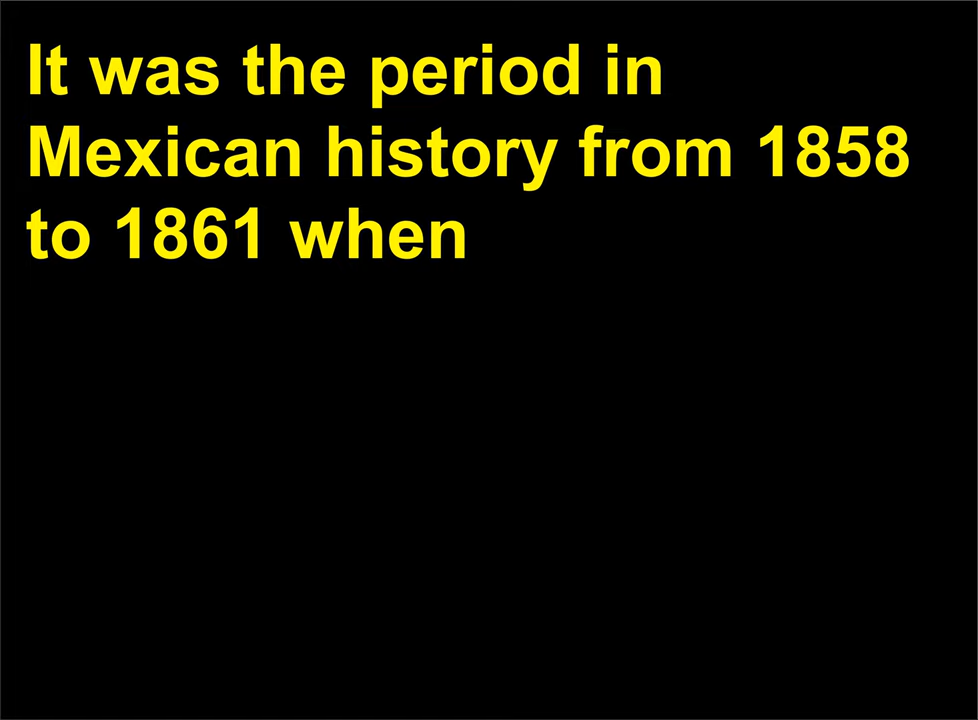 It was the period in
Mexican history from 1858
to 1861 when